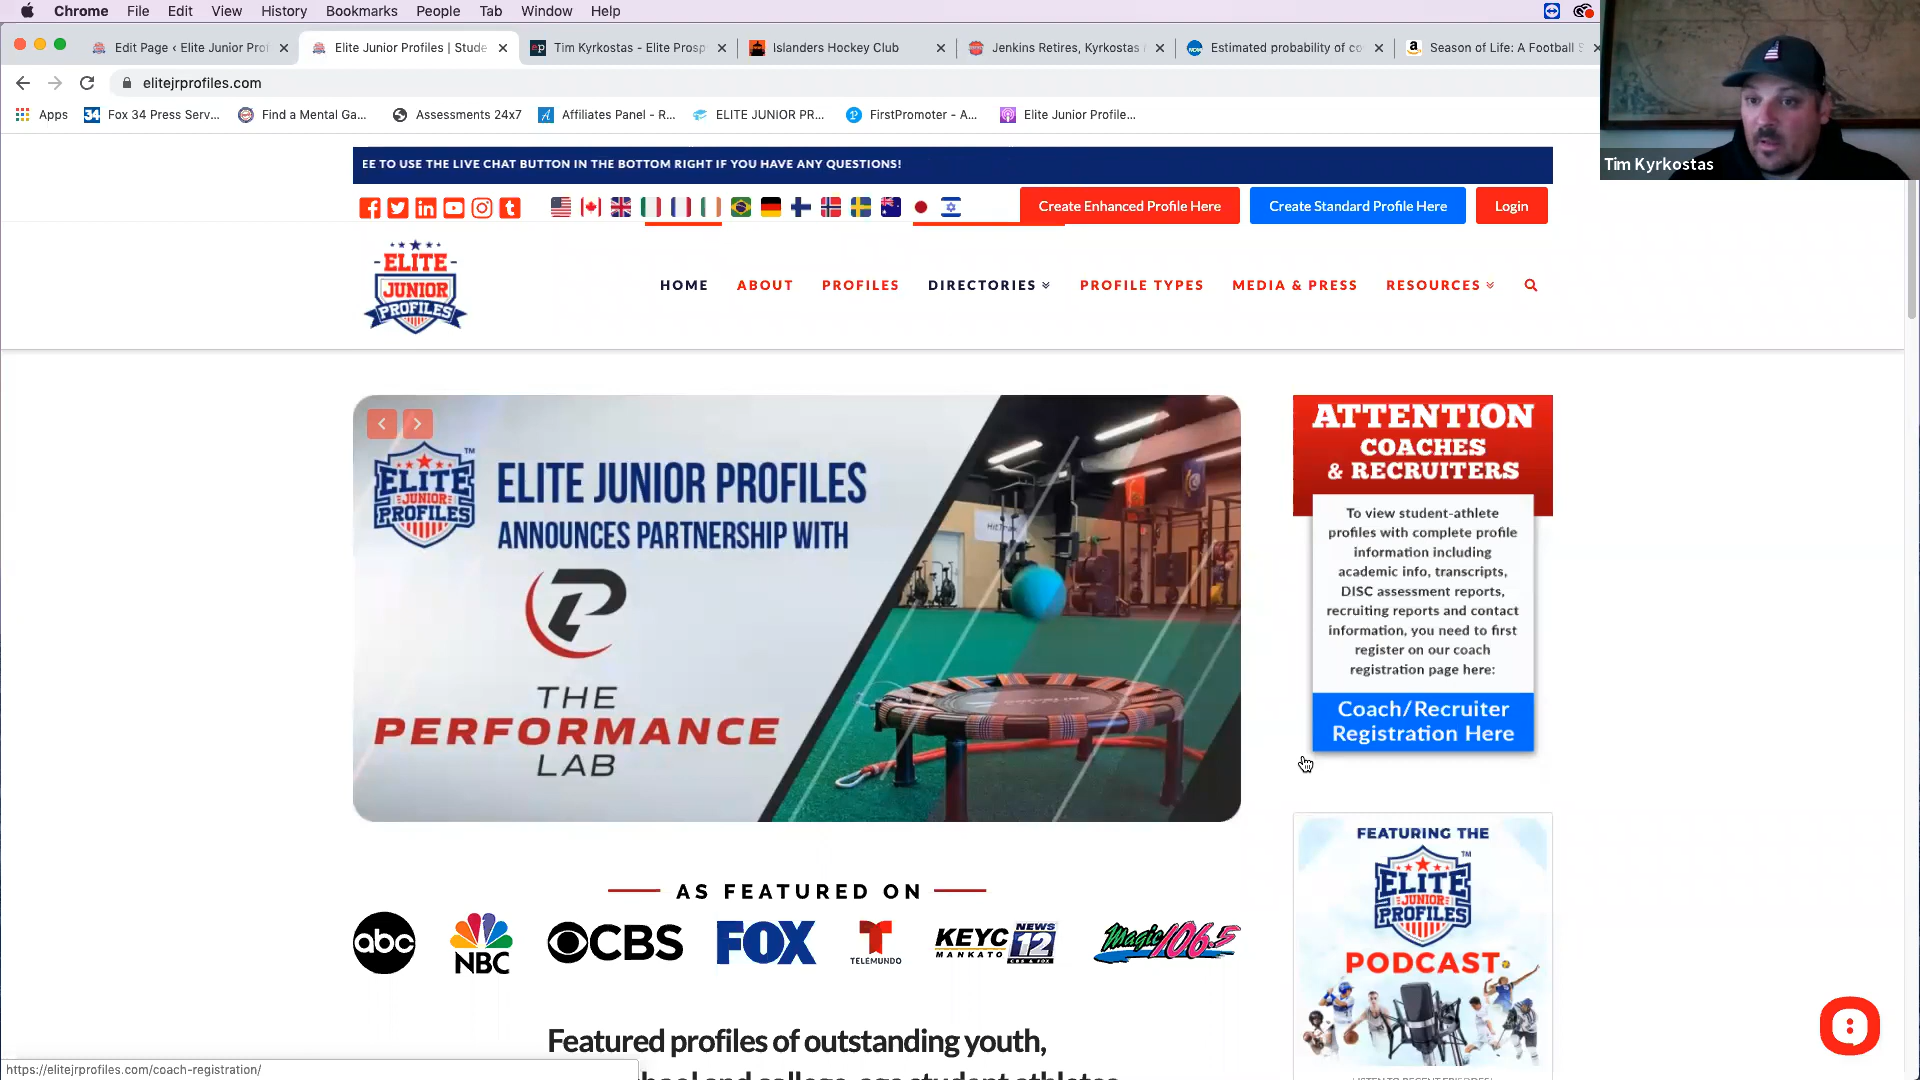 Chrome File Edit View History Bookmarks People Tab Window Help
Edit Page ‹ Elite Junior Prof
Elite Junior Profiles | Stude
Tim Kyrkostas - Elite Prosp
Islanders Hockey Club
Jenkins Retires, Kyrkostas
Estimated probability of co
Season of Life: A Football S
elitejrprofiles.com
Apps
Fox 34 Press Serv...
Find a Mental Ga...
Assessments 24x7
Affiliates Panel - R...
ELITE JUNIOR PR...
FirstPromoter - A...
Elite Junior Profile...
Tim Kyrkostas
EE TO USE THE LIVE CHAT BUTTON IN THE BOTTOM RIGHT IF YOU HAVE ANY QUESTIONS!
Create Enhanced Profile Here
Create Standard Profile Here
Login
ELITE
JUNIOR
PROFILES
HOME ABOUT PROFILES DIRECTORIES PROFILE TYPES MEDIA & PRESS RESOURCES
ELITE
JUNIOR
PROFILES
TM
ELITE JUNIOR PROFILES
ANNOUNCES PARTNERSHIP WITH
THE
PERFORMANCE
LAB
ATTENTION
COACHES
& RECRUITERS
To view student-athlete
profiles with complete profile
information including
academic info, transcripts,
DISC assessment reports,
recruiting reports and contact
information, you need to first
register on our coach
registration page here:
Coach/Recruiter
Registration Here
AS FEATURED ON
abc
NBC
CBS
FOX
TELEMUNDO
KEYC
MANKATO
NEWS
12
CBS & FOX
Magic 106.5
FEATURING THE
ELITE
JUNIOR
PROFILES
TM
PODCAST
Featured profiles of outstanding youth,
https://elitejrprofiles.com/coach-registration/